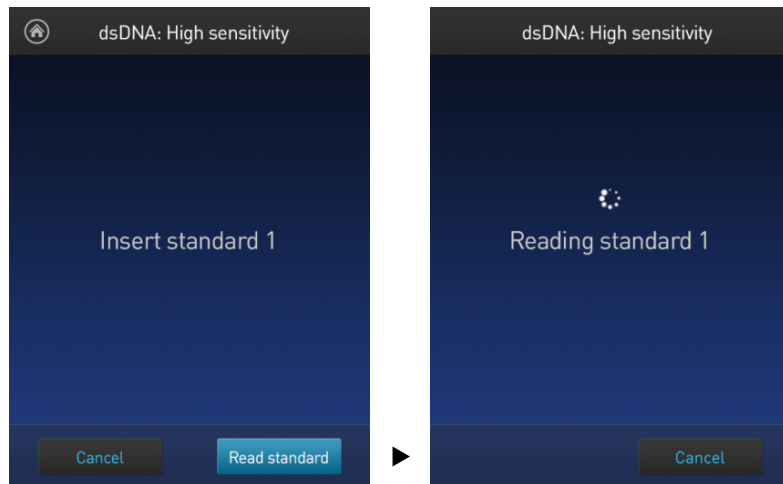 dsDNA: High sensitivity
Insert standard 1
Cancel
Read standard
dsDNA: High sensitivity
Reading standard 1
Cancel